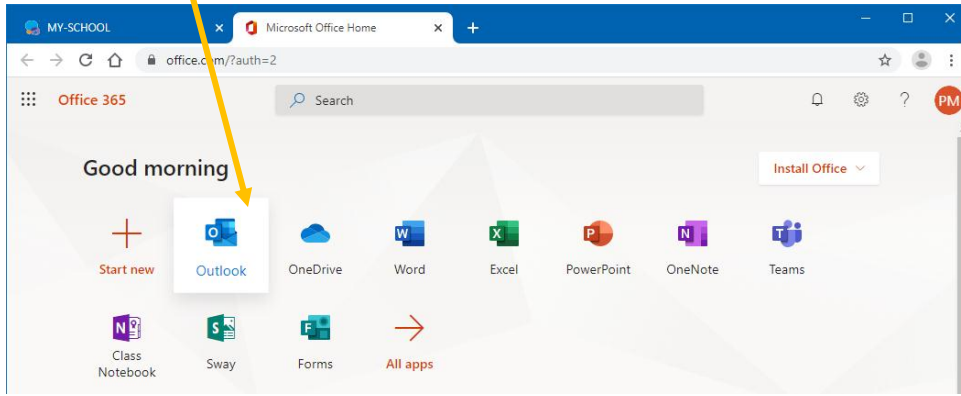 MY-SCHOOL
Microsoft Office Home
office.com/?auth=2
Office 365
Search
PM
Good morning
Install Office
Start new
Outlook
OneDrive
Word
Excel
PowerPoint
OneNote
Teams
Class
Notebook
Sway
Forms
All apps